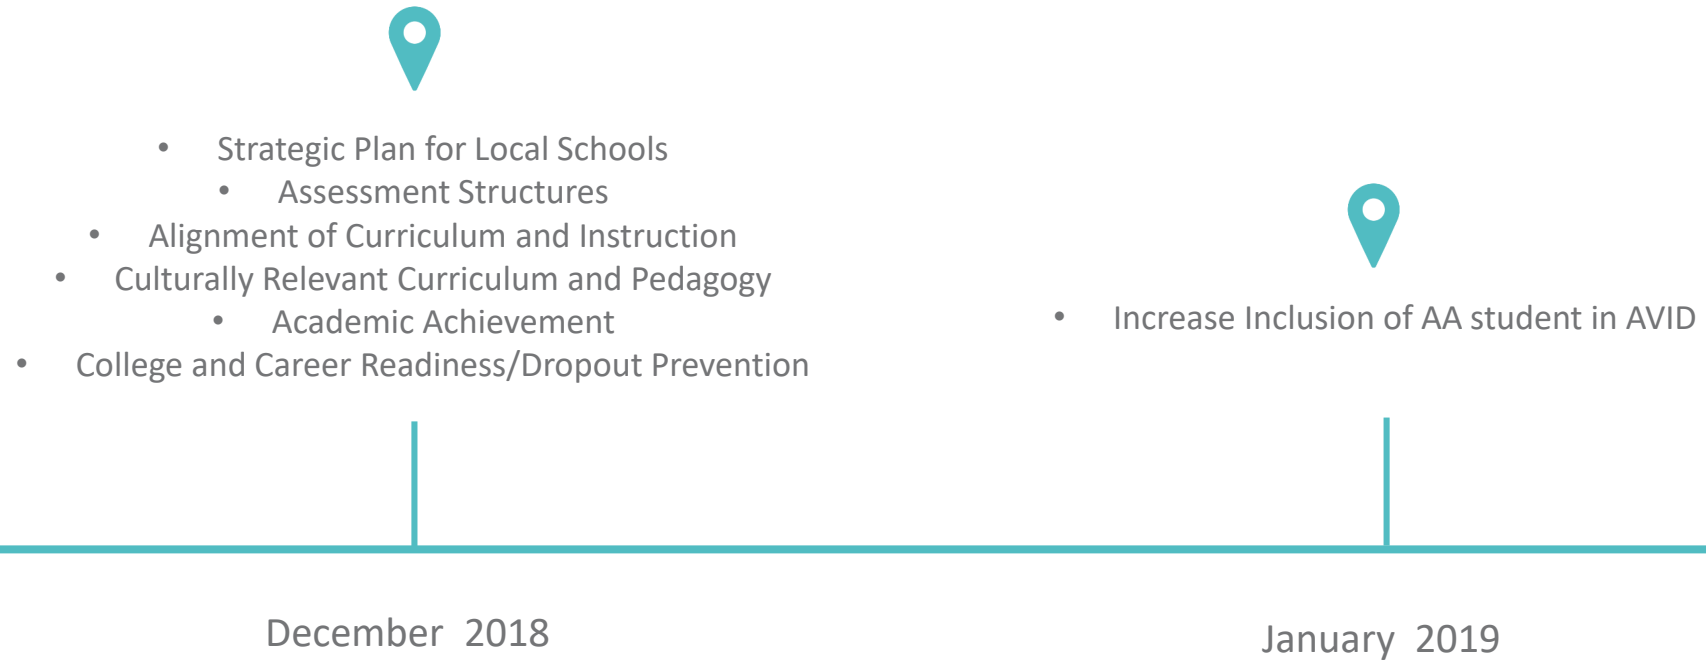 • Strategic Plan for Local Schools
• Assessment Structures
• Alignment of Curriculum and Instruction
• Culturally Relevant Curriculum and Pedagogy
• Academic Achievement
• College and Career Readiness/Dropout Prevention
• Increase Inclusion of AA student in AVID
December 2018
January 2019